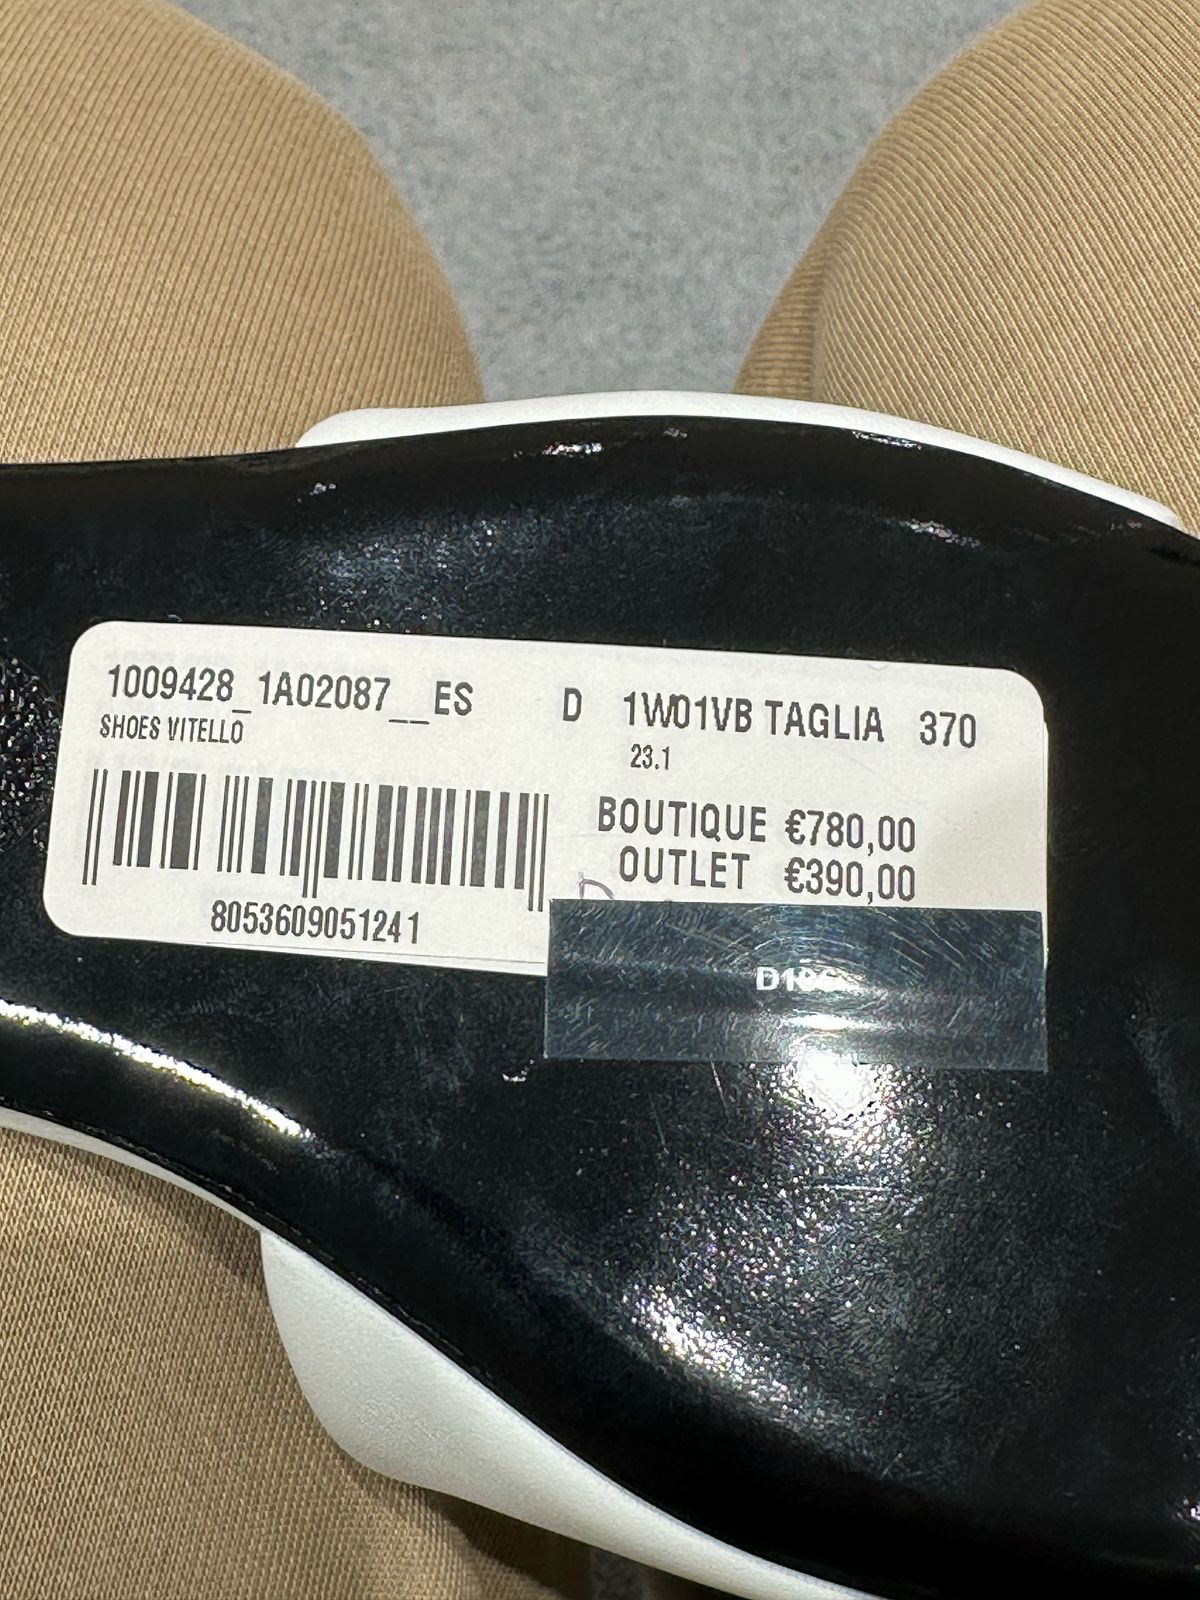 1009428_1A02087__ES D 1W01VB TAGLIA 370
SHOES VITELLO
23.1
BOUTIQUE €780,00
OUTLET €390,00
8053609051241